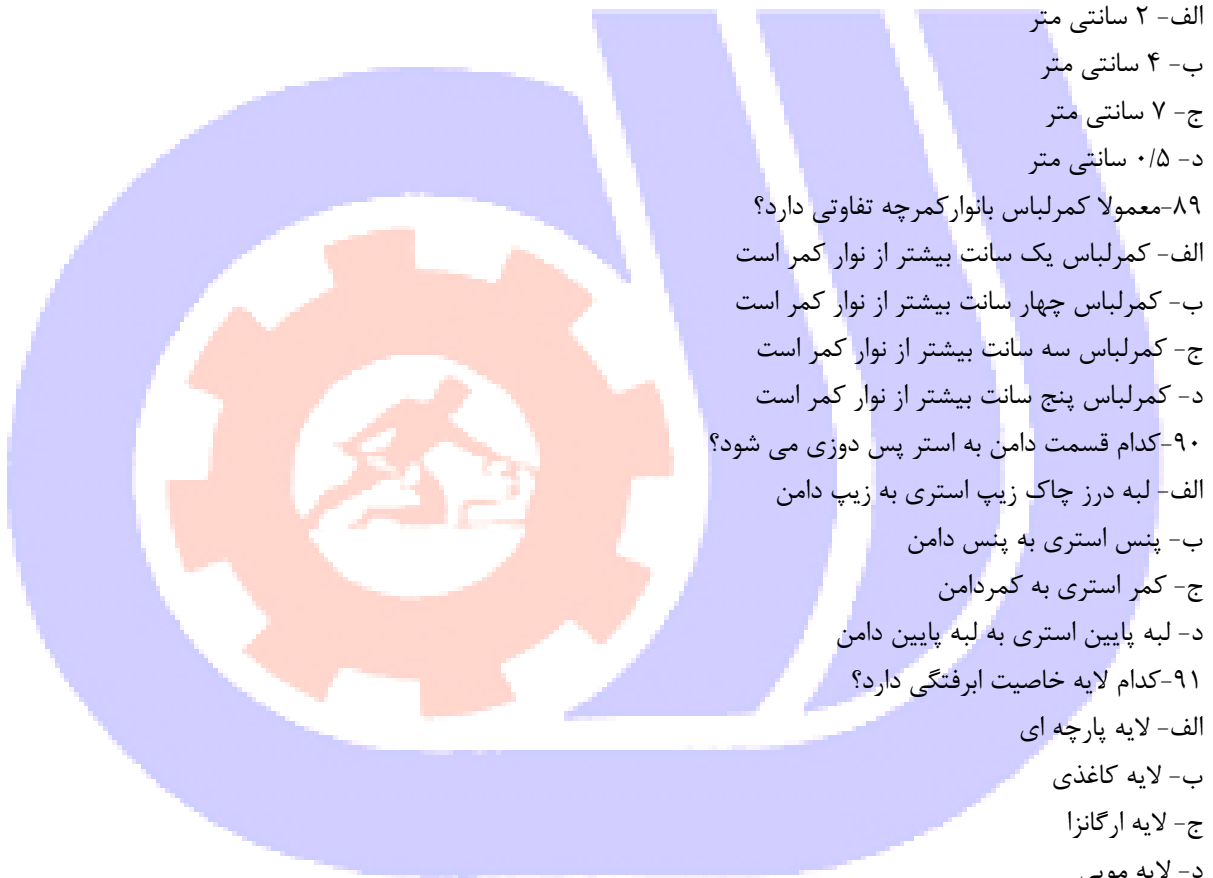 الف- ۲ سانتی متر
ب- ۴ سانتی متر
ج- ۷ سانتی متر
د- ۰/۵ سانتی متر
۸۹-معمولا کمرلباس بانوارکمرچه تفاوتی دارد؟
الف- کمرلباس یک سانت بیشتر از نوار کمر است
ب- کمرلباس چهار سانت بیشتر از نوار کمر است
ج- کمرلباس سه سانت بیشتر از نوار کمر است
د- کمرلباس پنج سانت بیشتر از نوار کمر است
۹۰-کدام قسمت دامن به استر پس دوزی می شود؟
الف- لبه درز چاک زیپ استری به زیپ دامن
ب- پنس استری به پنس دامن
ج- کمر استری به کمردامن
د- لبه پایین استری به لبه پایین دامن
۹۱-کدام لایه خاصیت ابرفتگی دارد؟
الف- لایه پارچه ای
ب- لایه کاغذی
ج- لایه ارگانزا
د- لایه مویی